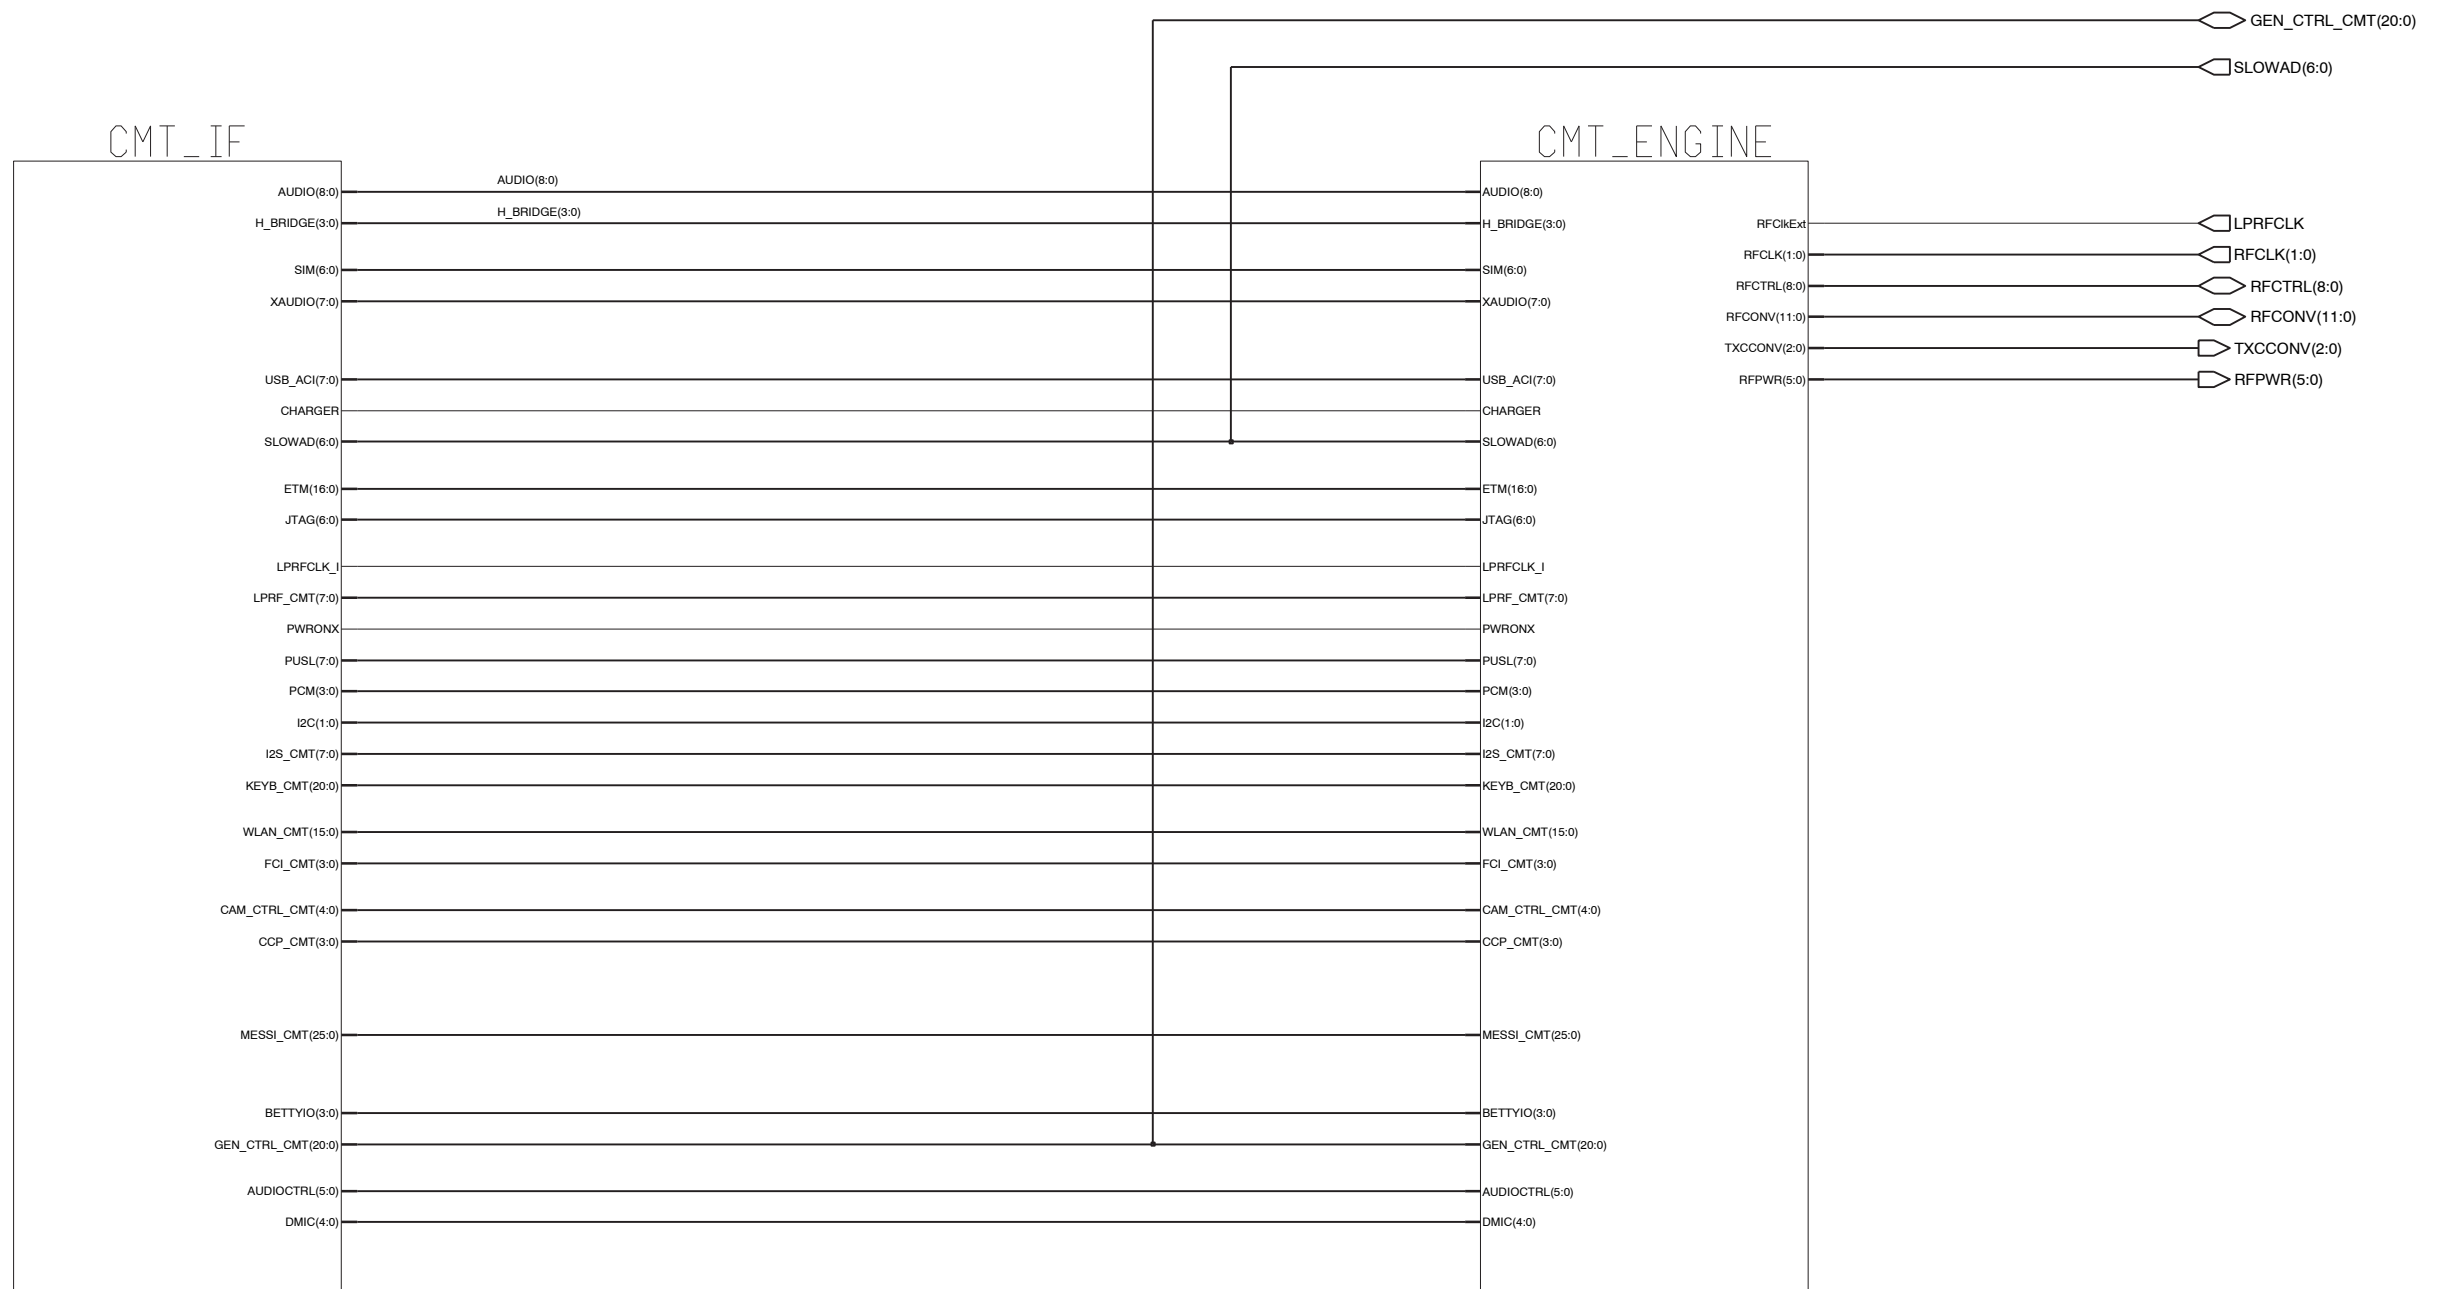 GEN_CTRL_CMT(20:0)
SLOWAD(6:0)
CMT_IF
CMT_ENGINE
AUDIO(8:0) AUDIO(8:0) AUDIO(8:0)
H_BRIDGE(3:0) H_BRIDGE(3:0) H_BRIDGE(3:0) RFClkExt LPRFCLK
RFCLK(1:0) RFCLK(1:0)
SIM(6:0) SIM(6:0)
RFCTRL(8:0) RFCTRL(8:0)
XAUDIO(7:0) XAUDIO(7:0)
RFCONV(11:0) RFCONV(11:0)
TXCCONV(2:0) TXCCONV(2:0)
USB_ACI(7:0) USB_ACI(7:0) RFPWR(5:0) RFPWR(5:0)
CHARGER CHARGER
SLOWAD(6:0) SLOWAD(6:0)
ETM(16:0) ETM(16:0)
JTAG(6:0) JTAG(6:0)
LPRFCLK_I LPRFCLK_I
LPRF_CMT(7:0) LPRF_CMT(7:0)
PWRONX PWRONX
PUSL(7:0) PUSL(7:0)
PCM(3:0) PCM(3:0)
I2C(1:0) I2C(1:0)
I2S_CMT(7:0) I2S_CMT(7:0)
KEYB_CMT(20:0) KEYB_CMT(20:0)
WLAN_CMT(15:0) WLAN_CMT(15:0)
FCI_CMT(3:0) FCI_CMT(3:0)
CAM_CTRL_CMT(4:0) CAM_CTRL_CMT(4:0)
CCP_CMT(3:0) CCP_CMT(3:0)
MESSI_CMT(25:0) MESSI_CMT(25:0)
BETTYIO(3:0) BETTYIO(3:0)
GEN_CTRL_CMT(20:0) GEN_CTRL_CMT(20:0)
AUDIOCTRL(5:0) AUDIOCTRL(5:0)
DMIC(4:0) DMIC(4:0)